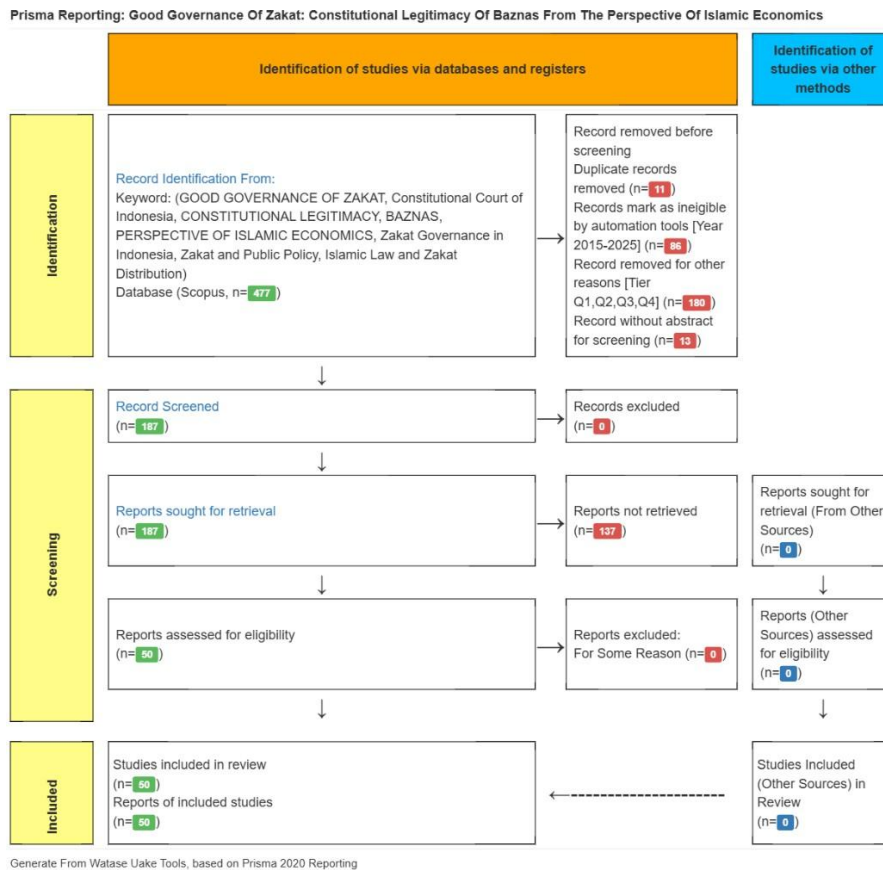 Prisma Reporting: Good Governance Of Zakat: Constitutional Legitimacy Of Baznas From The Perspective Of Islamic Economics
Identification of studies via databases and registers
Identification of
studies via other
methods
Identification
Record Identification From:
Keyword: (GOOD GOVERNANCE OF ZAKAT, Constitutional Court of
Indonesia, CONSTITUTIONAL LEGITIMACY, BAZNAS,
PERSPECTIVE OF ISLAMIC ECONOMICS, Zakat Governance in
Indonesia, Zakat and Public Policy, Islamic Law and Zakat
Distribution)
Database (Scopus, n=477)
Record removed before
screening
Duplicate records
removed (n=11)
Records mark as ineligible
by automation tools [Year
2015-2025] (n=86)
Record removed for other
reasons [Tier
Q1,Q2,Q3,Q4] (n=180)
Record without abstract
for screening (n=13)
Screening
Record Screened
(n=187)
Records excluded
(n=0)
Reports sought for retrieval
(n=187)
Reports not retrieved
(n=137)
Reports sought for
retrieval (From Other
Sources)
(n=0)
Reports assessed for eligibility
(n=50)
Reports excluded:
For Some Reason (n=0)
Reports (Other
Sources) assessed
for eligibility
(n=0)
Included
Studies included in review
(n=50)
Reports of included studies
(n=50)
Studies Included
(Other Sources) in
Review
(n=0)
Generate From Watase Uake Tools, based on Prisma 2020 Reporting